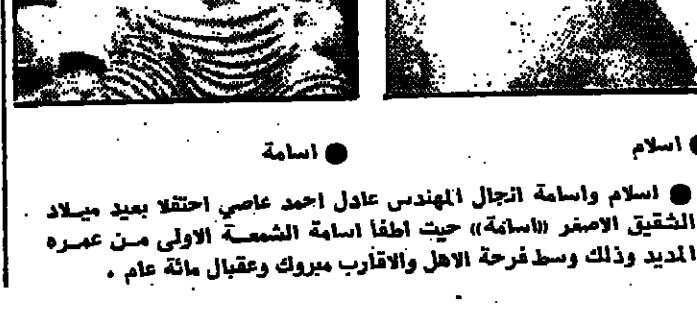 ● اسلام
● اسامة
● اسلام واسامة انجال المهندس عادل احمد عاصي احتفلا بعيد ميلاد
الشقيق الاصغر «اسامة» حيث اطفأ اسامة الشمعة الاولى من عمره
المديد وذلك وسط فرحة الاهل والاقارب مبروك وعقبال مائة عام .